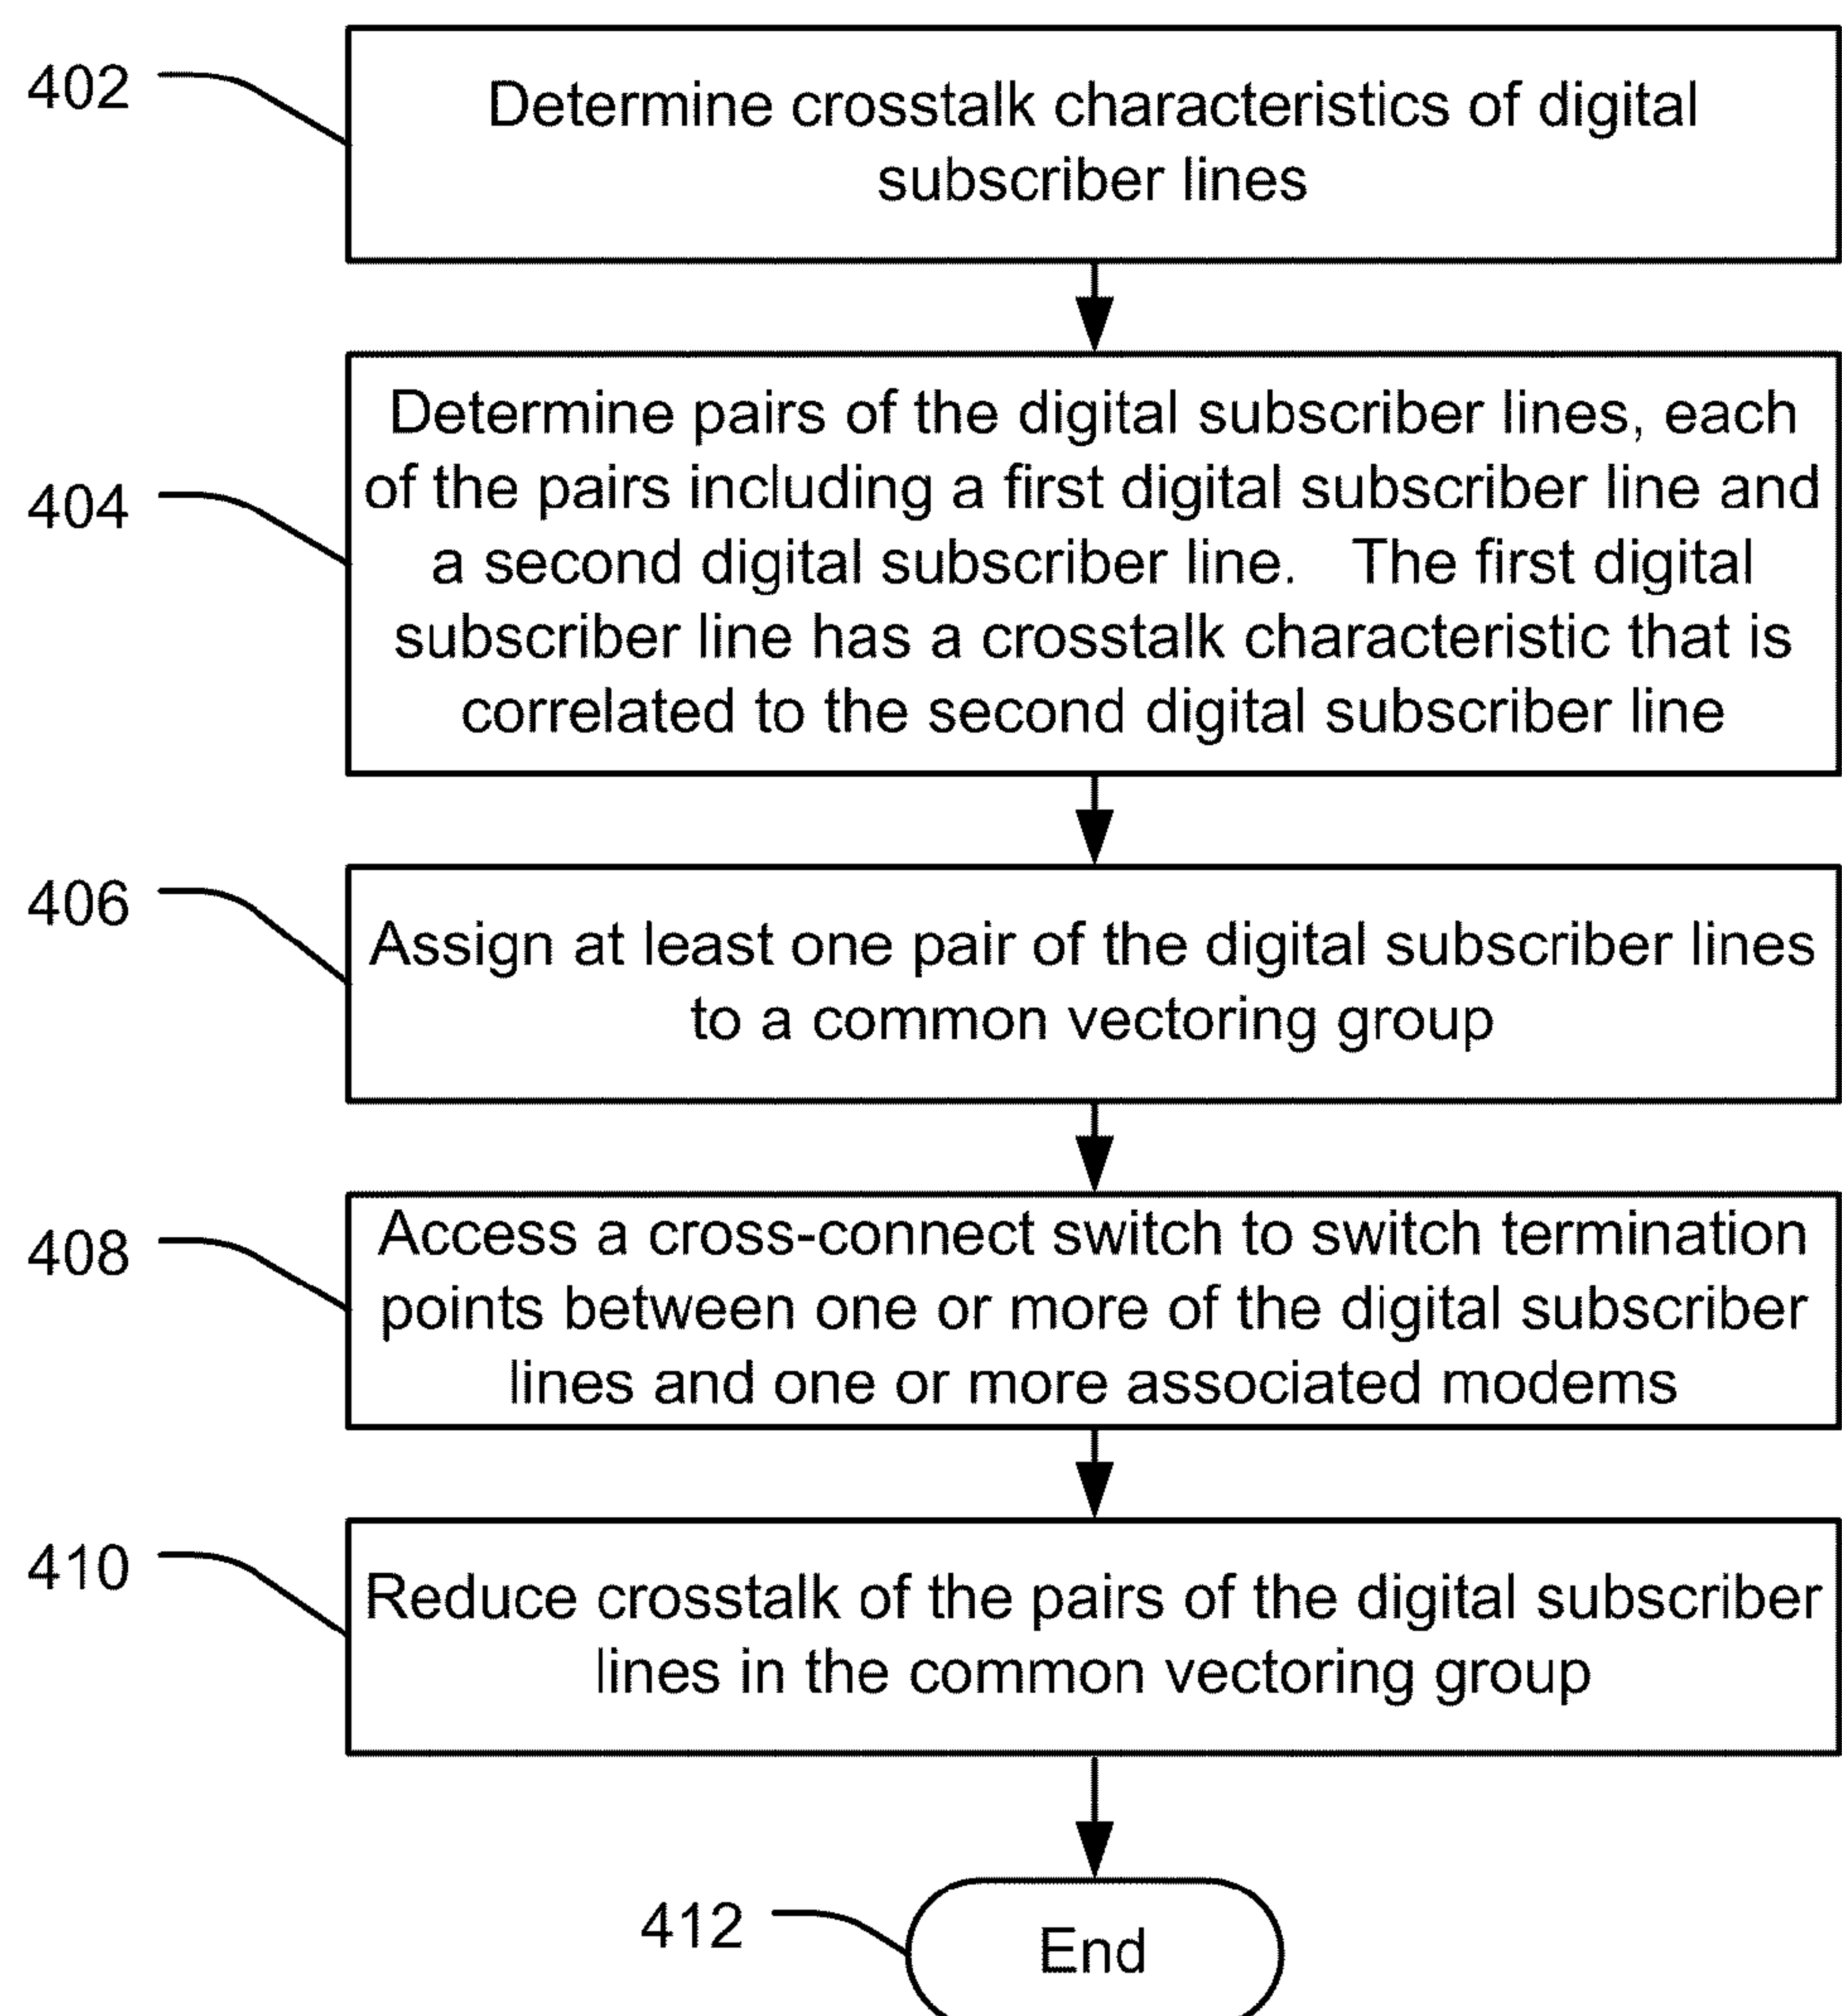 402
Determine crosstalk characteristics of digital
subscriber lines
404
Determine pairs of the digital subscriber lines, each
of the pairs including a first digital subscriber line and
a second digital subscriber line. The first digital
subscriber line has a crosstalk characteristic that is
correlated to the second digital subscriber line
406
Assign at least one pair of the digital subscriber lines
to a common vectoring group
408
Access a cross-connect switch to switch termination
points between one or more of the digital subscriber
lines and one or more associated modems
410
Reduce crosstalk of the pairs of the digital subscriber
lines in the common vectoring group
412
End